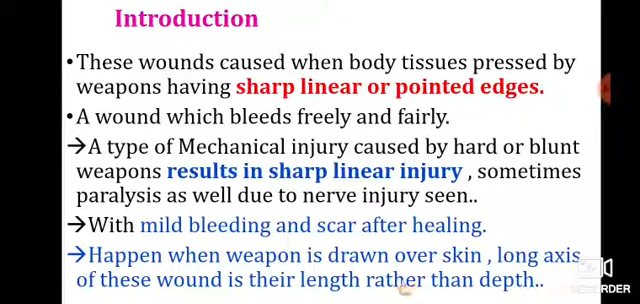 Introduction
•These wounds caused when body tissues pressed by
weapons having sharp linear or pointed edges.
•A wound which bleeds freely and fairly.
→A type of Mechanical injury caused by hard or blunt
weapons results in sharp linear injury , sometimes
paralysis as well due to nerve injury seen..
→With mild bleeding and scar after healing.
→Happen when weapon is drawn over skin , long axis
of these wound is their length rather than depth..